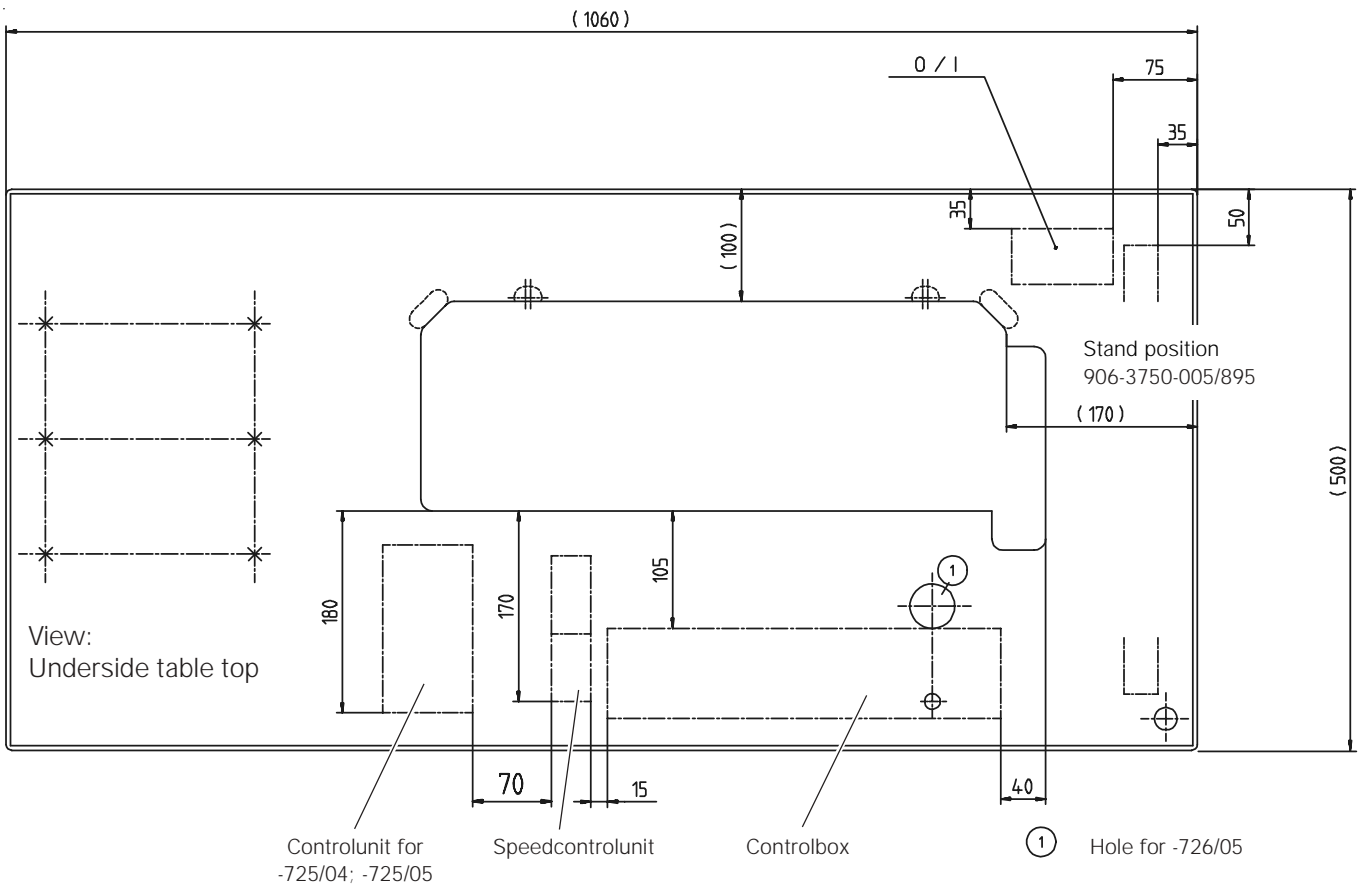 ( 1060 )
0 / I
75
35
35
50
( 100 )
Stand position
906-3750-005/895
( 170 )
( 500 )
180
170
105
1
View:
Underside table top
70
15
40
Controlunit for
-725/04; -725/05
Speedcontrolunit
Controlbox
1 Hole for -726/05